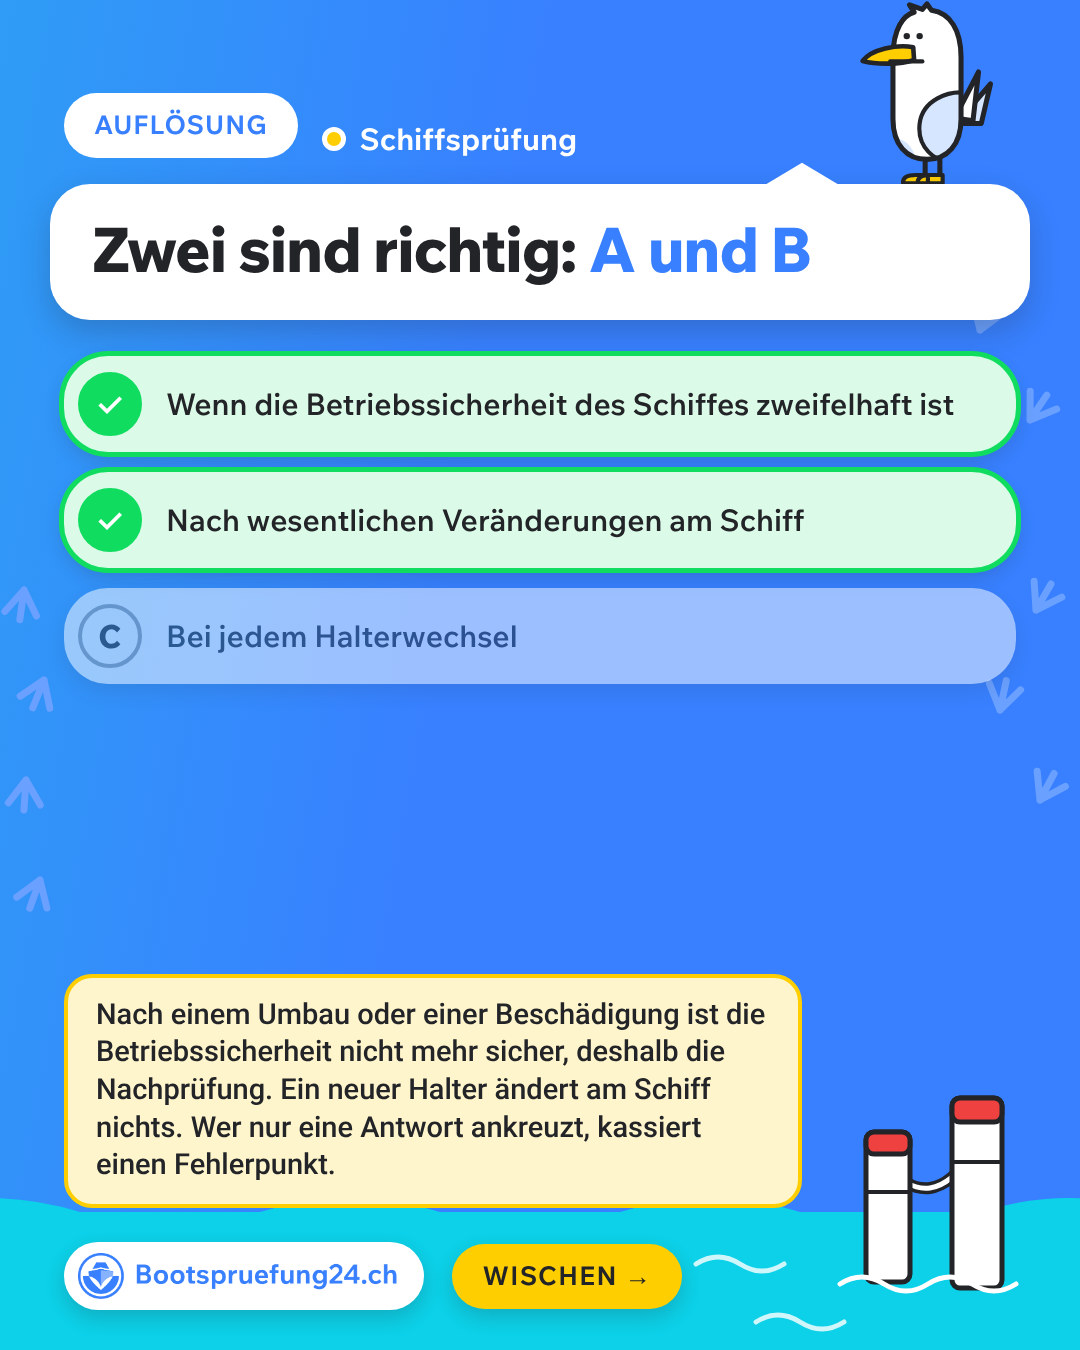 AUFLÖSUNG
Schiffsprüfung
Zwei sind richtig: A und B
Wenn die Betriebssicherheit des Schiffes zweifelhaft ist
Nach wesentlichen Veränderungen am Schiff
C Bei jedem Halterwechsel
Nach einem Umbau oder einer Beschädigung ist die
Betriebssicherheit nicht mehr sicher, deshalb die
Nachprüfung. Ein neuer Halter ändert am Schiff
nichts. Wer nur eine Antwort ankreuzt, kassiert
einen Fehlerpunkt.
Bootspruefung24.ch
WISCHEN →